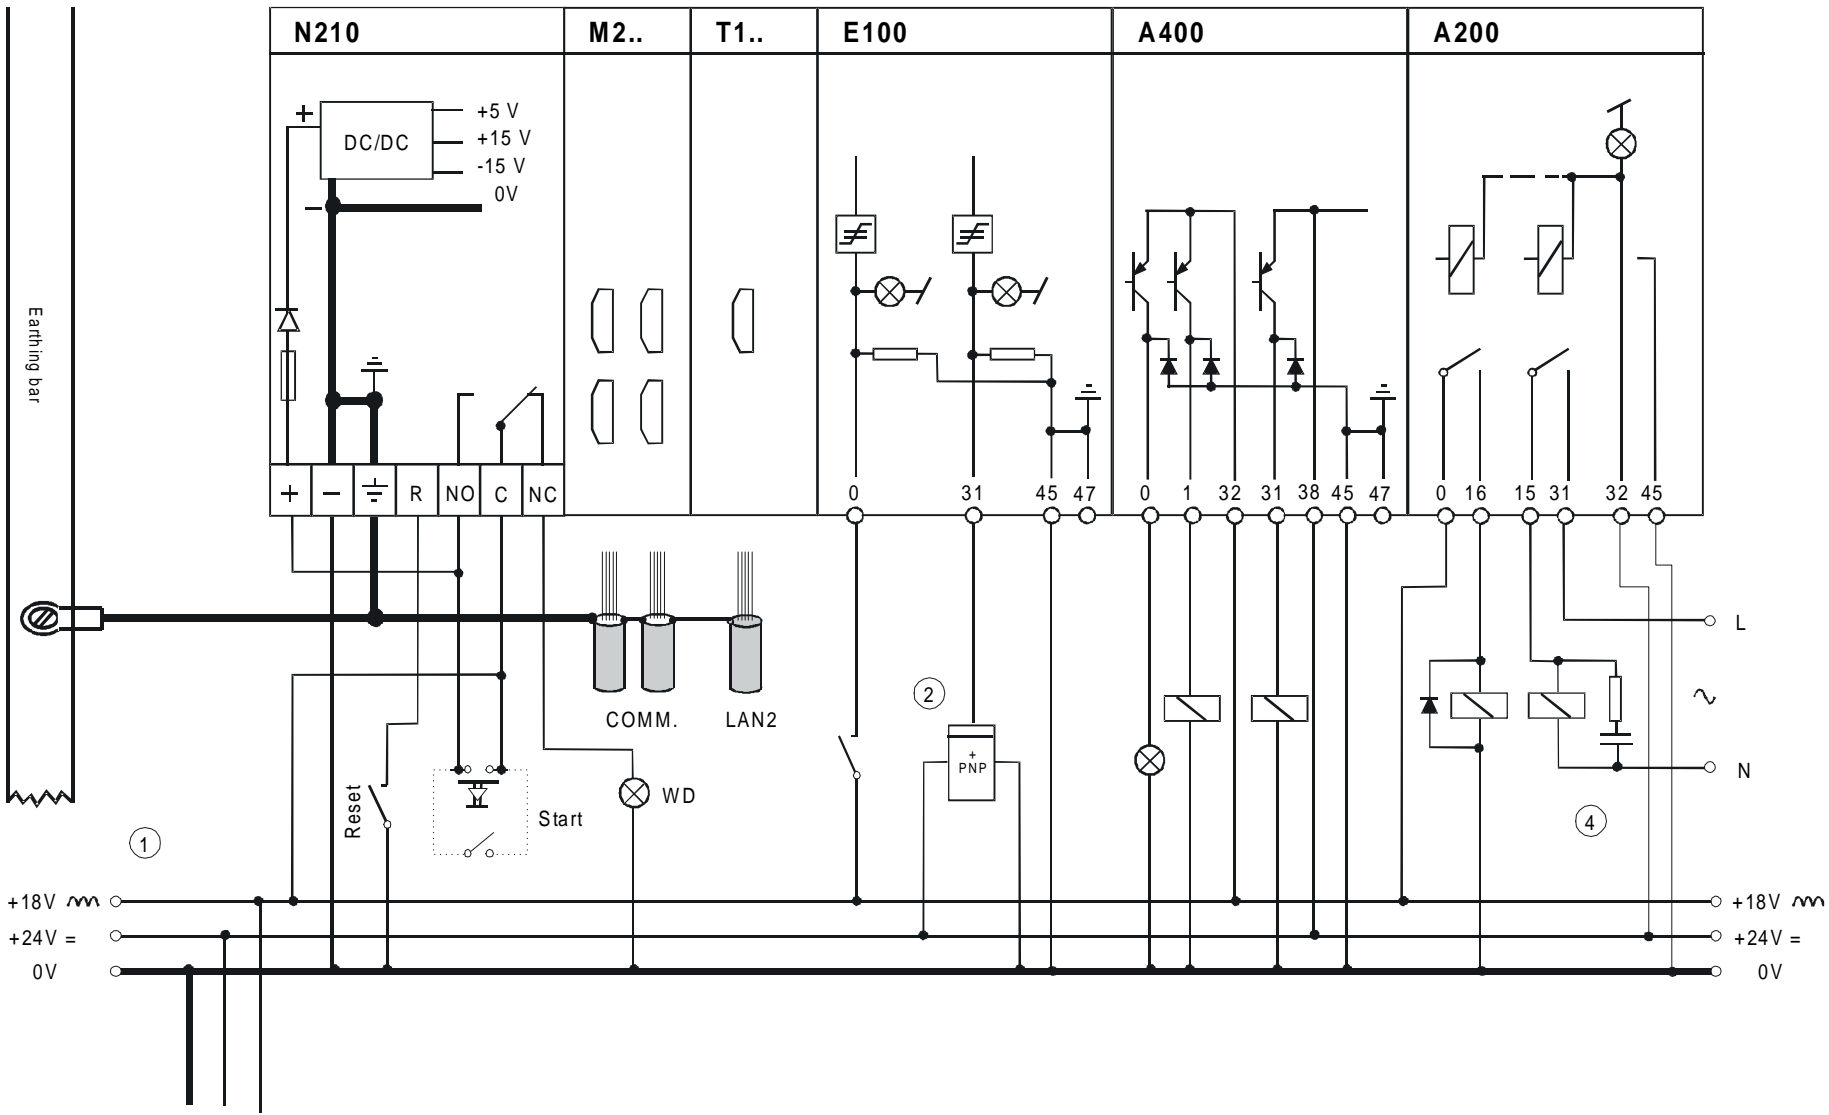 N210 M2.. T1.. E100 A400 A200
+5 V
+
DC/DC
+15 V
-15 V
0V
–
Earthing bar
+ – R NO C NC
0 31 45 47
0 1 32 31 38 45 47
0 16 15 31 32 45
L
COMM. LAN2
2
+
PNP
N
Reset
Start
WD
1
4
+18V
+24V =
0V
+18V
+24V =
0V